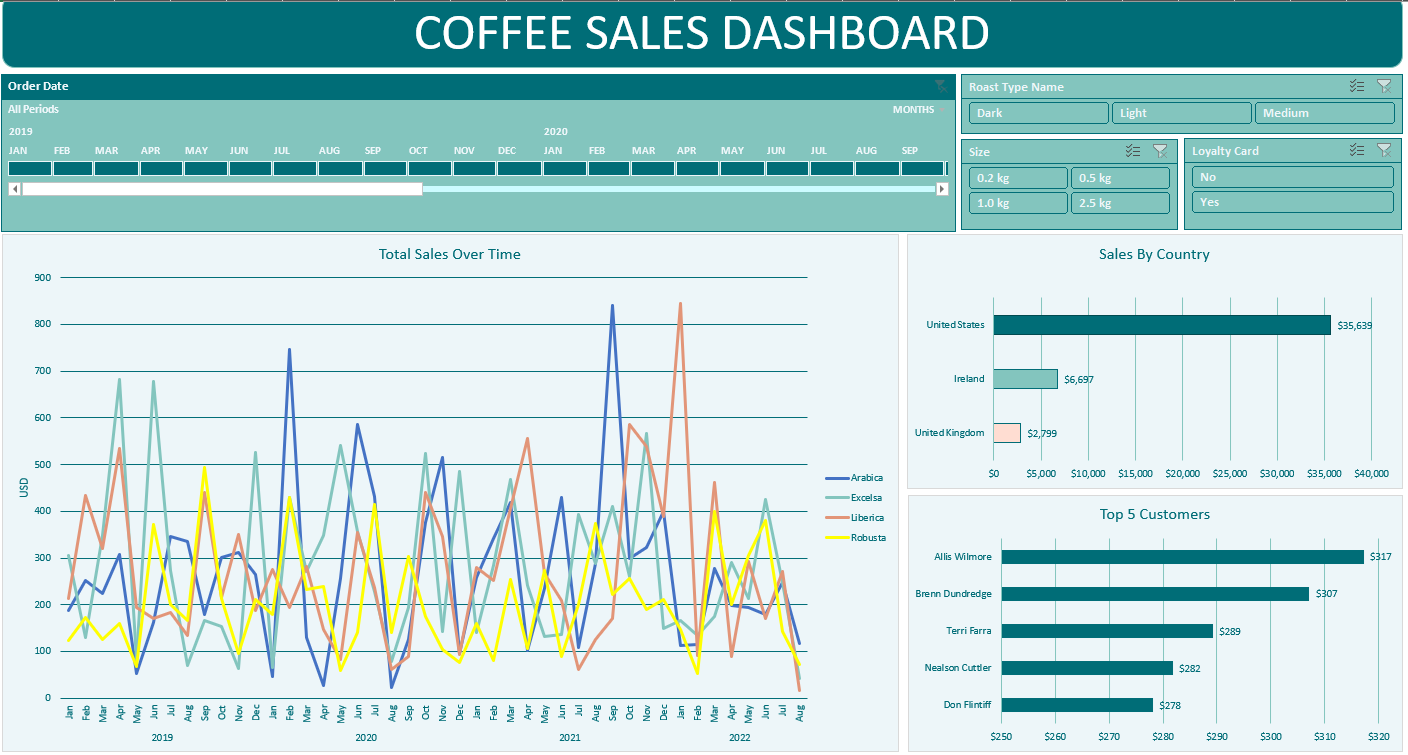 COFFEE SALES DASHBOARD
Order Date
All Periods MONTHS
2019 2020
JAN FEB MAR APR MAY JUN JUL AUG SEP OCT NOV DEC JAN FEB MAR APR MAY JUN JUL AUG SEP
Roast Type Name
Dark Light Medium
Size
0.2 kg 0.5 kg
1.0 kg 2.5 kg
Loyalty Card
No
Yes
Total Sales Over Time
900
800
700
600
500
400
300
200
100
0
USD
Jan Feb Mar Apr May Jun Jul Aug Sep Oct Nov Dec Jan Feb Mar Apr May Jun Jul Aug Sep Oct Nov Dec Jan Feb Mar Apr May Jun Jul Aug Sep Oct Nov Dec Jan Feb Mar Apr May Jun Jul Aug
2019 2020 2021 2022
Arabica
Excelsa
Liberica
Robusta
Sales By Country
United States $35,639
Ireland $6,697
United Kingdom $2,799
$0 $5,000 $10,000 $15,000 $20,000 $25,000 $30,000 $35,000 $40,000
Top 5 Customers
Allis Wilmore $317
Brenn Dundredge $307
Terri Farra $289
Nealson Cuttler $282
Don Flintiff $278
$250 $260 $270 $280 $290 $300 $310 $320